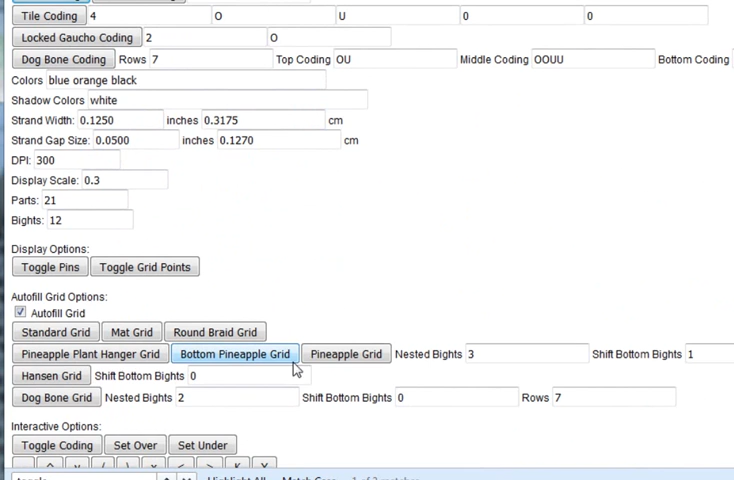 Tile Coding 4 O U 0 0
Locked Gaucho Coding 2 O
Dog Bone Coding Rows 7 Top Coding OU Middle Coding OOUU Bottom Coding
Colors blue orange black
Shadow Colors white
Strand Width: 0.1250 inches 0.3175 cm
Strand Gap Size: 0.0500 inches 0.1270 cm
DPI: 300
Display Scale: 0.3
Parts: 21
Bights: 12
Display Options:
Toggle Pins Toggle Grid Points
Autofill Grid Options:
Autofill Grid
Standard Grid Mat Grid Round Braid Grid
Pineapple Plant Hanger Grid Bottom Pineapple Grid Pineapple Grid Nested Bights 3 Shift Bottom Bights 1
Hansen Grid Shift Bottom Bights 0
Dog Bone Grid Nested Bights 2 Shift Bottom Bights 0 Rows 7
Interactive Options:
Toggle Coding Set Over Set Under